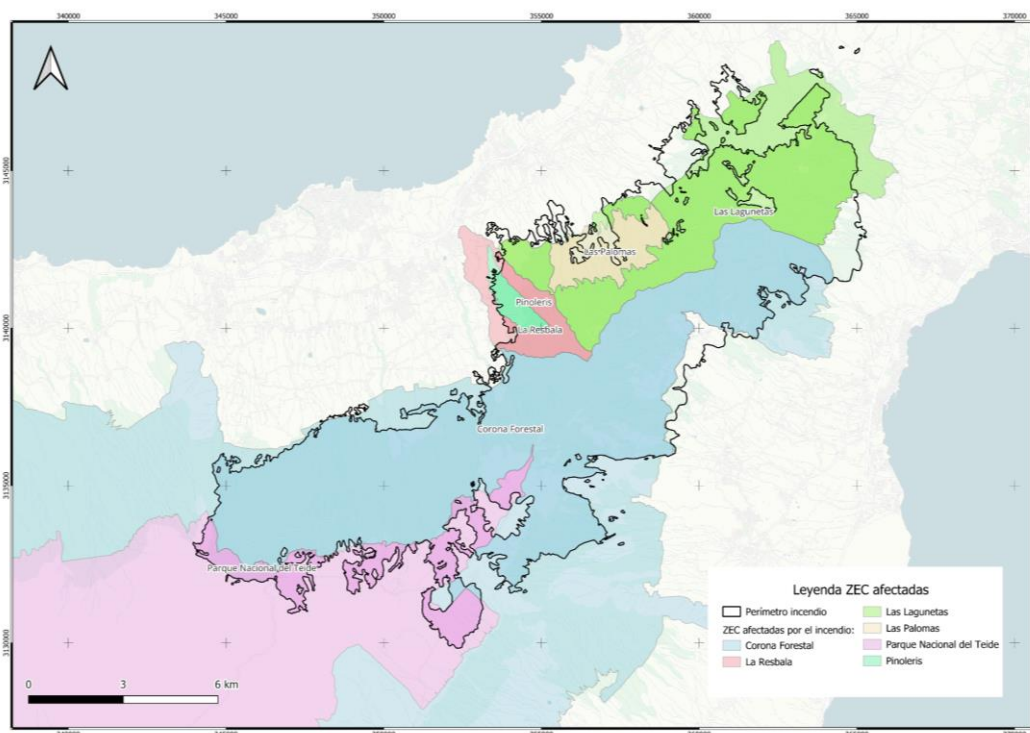 340000 345000 350000 355000 360000 365000 370000
3145000
3140000
3135000
3130000
Las Lagunetas
Las Palomas
Pinoleris
La Resbala
Corona Forestal
Parque Nacional del Teide
Leyenda ZEC afectadas
Perímetro incendio
ZEC afectadas por el incendio:
Corona Forestal
La Resbala
Las Lagunetas
Las Palomas
Parque Nacional del Teide
Pinoleris
0 3 6 km